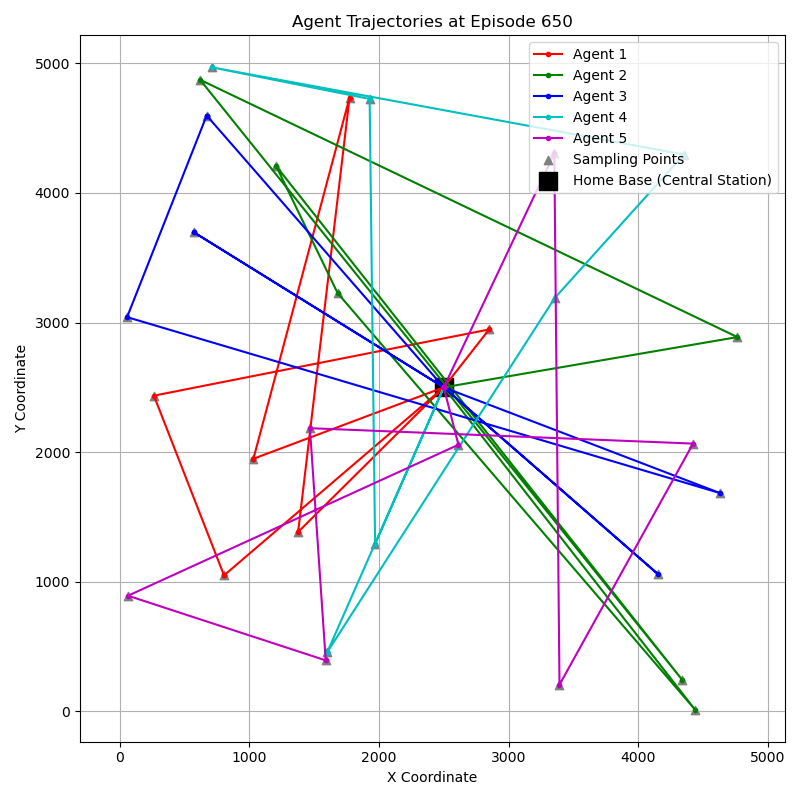 Agent Trajectories at Episode 650
Agent 1
Agent 2
Agent 3
Agent 4
Agent 5
Sampling Points
Home Base (Central Station)
Y Coordinate
5000
4000
3000
2000
1000
0
0 1000 2000 3000 4000 5000
X Coordinate